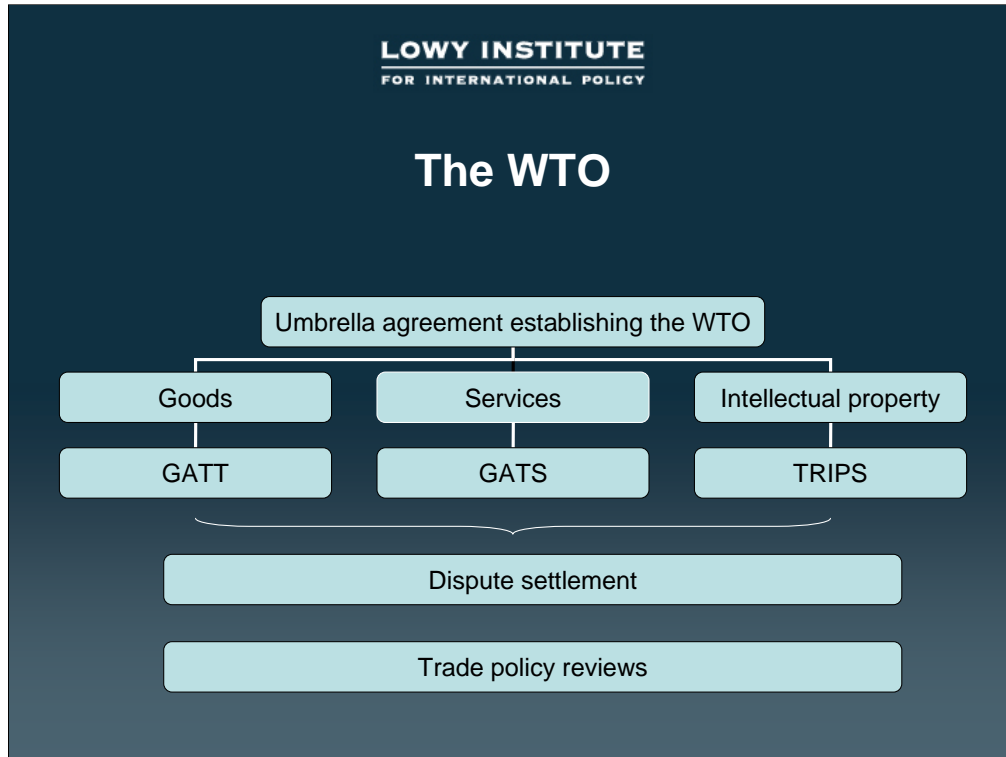 LOWY INSTITUTE
FOR INTERNATIONAL POLICY
The WTO
Umbrella agreement establishing the WTO
Goods
Services
Intellectual property
GATT
GATS
TRIPS
Dispute settlement
Trade policy reviews